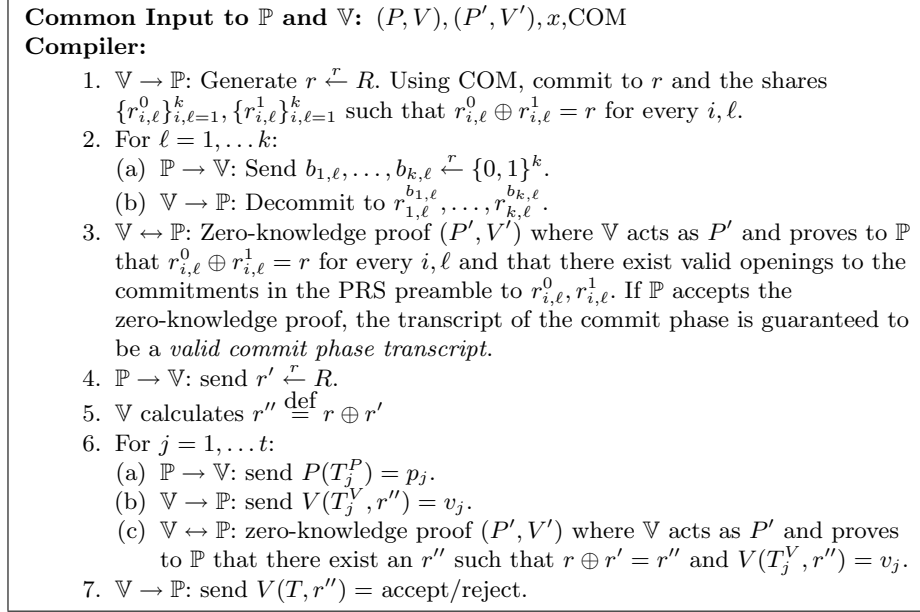 Common Input to ℙ and 𝕍: (P, V), (P′, V′), x,COM
Compiler:
1. 𝕍 → ℙ: Generate r ←^r R. Using COM, commit to r and the shares
{r^0_{i,ℓ}}^k_{i,ℓ=1}, {r^1_{i,ℓ}}^k_{i,ℓ=1} such that r^0_{i,ℓ} ⊕ r^1_{i,ℓ} = r for every i, ℓ.
2. For ℓ = 1, . . . k:
(a) ℙ → 𝕍: Send b_{1,ℓ}, . . . , b_{k,ℓ} ←^r {0, 1}^k.
(b) 𝕍 → ℙ: Decommit to r^{b_{1,ℓ}}_{1,ℓ}, . . . , r^{b_{k,ℓ}}_{k,ℓ}.
3. 𝕍 ↔ ℙ: Zero-knowledge proof (P′, V′) where 𝕍 acts as P′ and proves to ℙ
that r^0_{i,ℓ} ⊕ r^1_{i,ℓ} = r for every i, ℓ and that there exist valid openings to the
commitments in the PRS preamble to r^0_{i,ℓ}, r^1_{i,ℓ}. If ℙ accepts the
zero-knowledge proof, the transcript of the commit phase is guaranteed to
be a valid commit phase transcript.
4. ℙ → 𝕍: send r′ ←^r R.
5. 𝕍 calculates r′′ def= r ⊕ r′
6. For j = 1, . . . t:
(a) ℙ → 𝕍: send P(T^P_j) = p_j.
(b) 𝕍 → ℙ: send V(T^V_j, r′′) = v_j.
(c) 𝕍 ↔ ℙ: zero-knowledge proof (P′, V′) where 𝕍 acts as P′ and proves
to ℙ that there exist an r′′ such that r ⊕ r′ = r′′ and V(T^V_j, r′′) = v_j.
7. 𝕍 → ℙ: send V(T, r′′) = accept/reject.